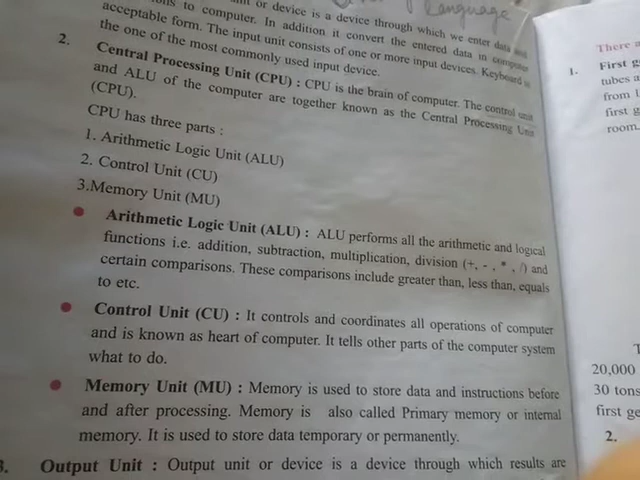 Language
unit or device is a device through which we enter data and
to computer. In addition it convert the entered data in computer
acceptable form. The input unit consists of one or more input devices. Keyboard is
the one of the most commonly used input device.
2. Central Processing Unit (CPU) : CPU is the brain of computer. The control unit
and ALU of the computer are together known as the Central Processing Unit
(CPU).
CPU has three parts :
1. Arithmetic Logic Unit (ALU)
2. Control Unit (CU)
3.Memory Unit (MU)
Arithmetic Logic Unit (ALU) : ALU performs all the arithmetic and logical
functions i.e. addition, subtraction, multiplication, division (+, - , * , /) and
certain comparisons. These comparisons include greater than, less than, equals
to etc.
Control Unit (CU) : It controls and coordinates all operations of computer
and is known as heart of computer. It tells other parts of the computer system
what to do.
Memory Unit (MU) : Memory is used to store data and instructions before
and after processing. Memory is also called Primary memory or internal
memory. It is used to store data temporary or permanently.
3. Output Unit : Output unit or device is a device through which results are
There a
1. First g
tubes a
from
first g
room.
T
20,000
30 tons
first ge
2.